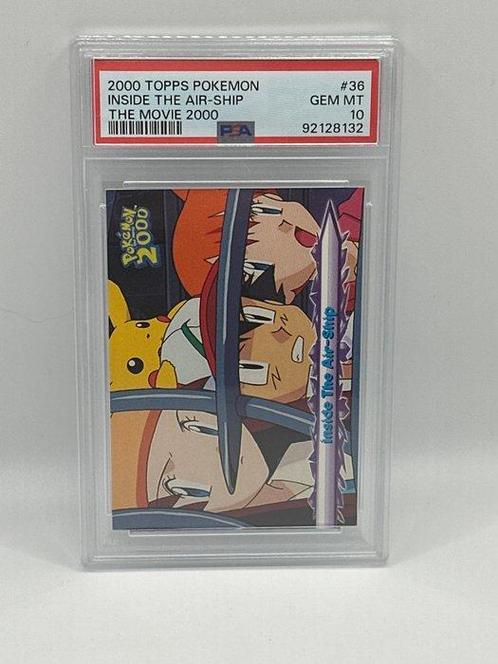 2000 TOPPS POKEMON #36
INSIDE THE AIR-SHIP GEM MT
THE MOVIE 2000 10
PSA 92128132
POKéMON
2000
Inside The Air-Ship